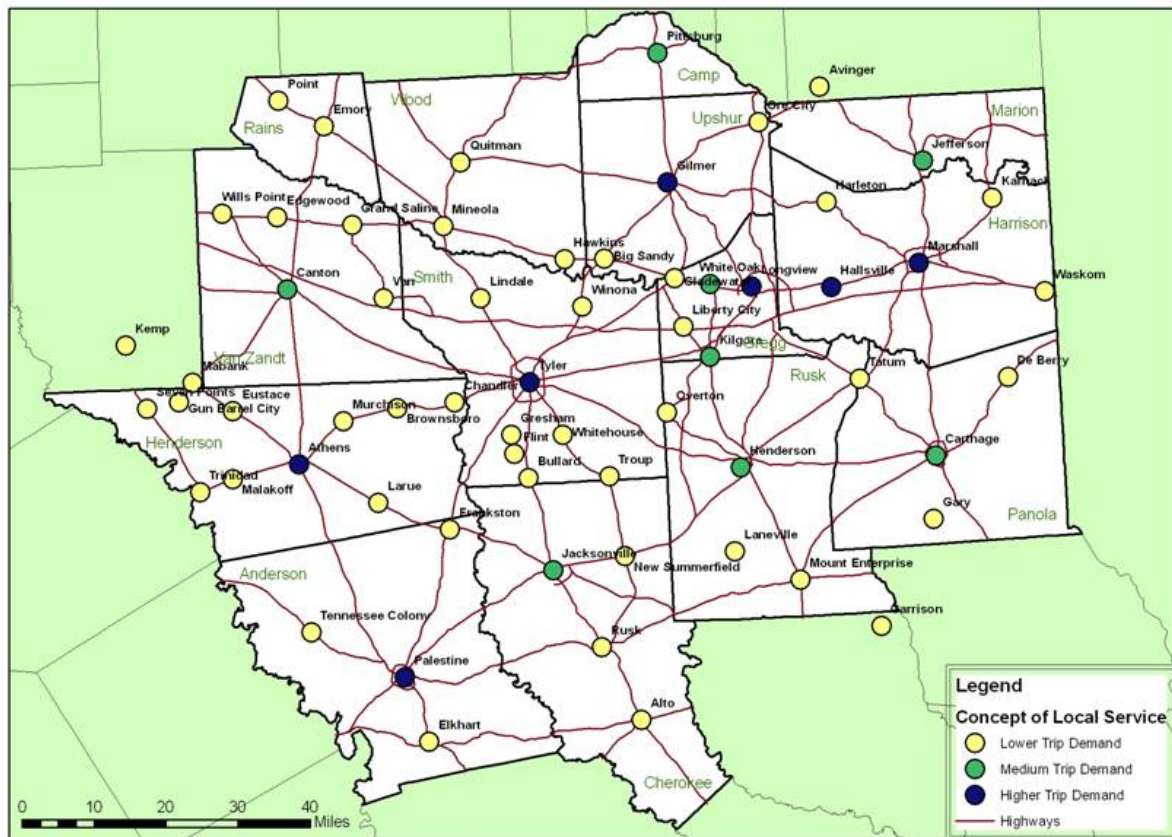 Pittsburg
Camp
Avinger
Point
Wood
Emory
Rains
Upshur
Ore City
Marion
Quitman
Jefferson
Gilmer
Harleton
Karnack
Harrison
Wills Point
Edgewood
Grand Saline
Mineola
Hawkins
Big Sandy
Marshall
Canton
Smith
Van
Lindale
Winona
White Oak
Longview
Gladewater
Hallsville
Waskom
Liberty City
Kemp
Kilgore
Gregg
Van Zandt
Tyler
Rusk
Tatum
De Berry
Mabank
Seven Points
Eustace
Gun Barrel City
Chandler
Murchison
Brownsboro
Overton
Gresham
Whitehouse
Flint
Henderson
Athens
Bullard
Troup
Henderson
Carthage
Trinidad
Malakoff
Larue
Gary
Panola
Frankston
Laneville
Jacksonville
New Summerfield
Mount Enterprise
Anderson
Garrison
Tennessee Colony
Rusk
Palestine
Alto
Elkhart
Cherokee
Legend
Concept of Local Service
Lower Trip Demand
Medium Trip Demand
Higher Trip Demand
Highways
0 10 20 30 40
Miles